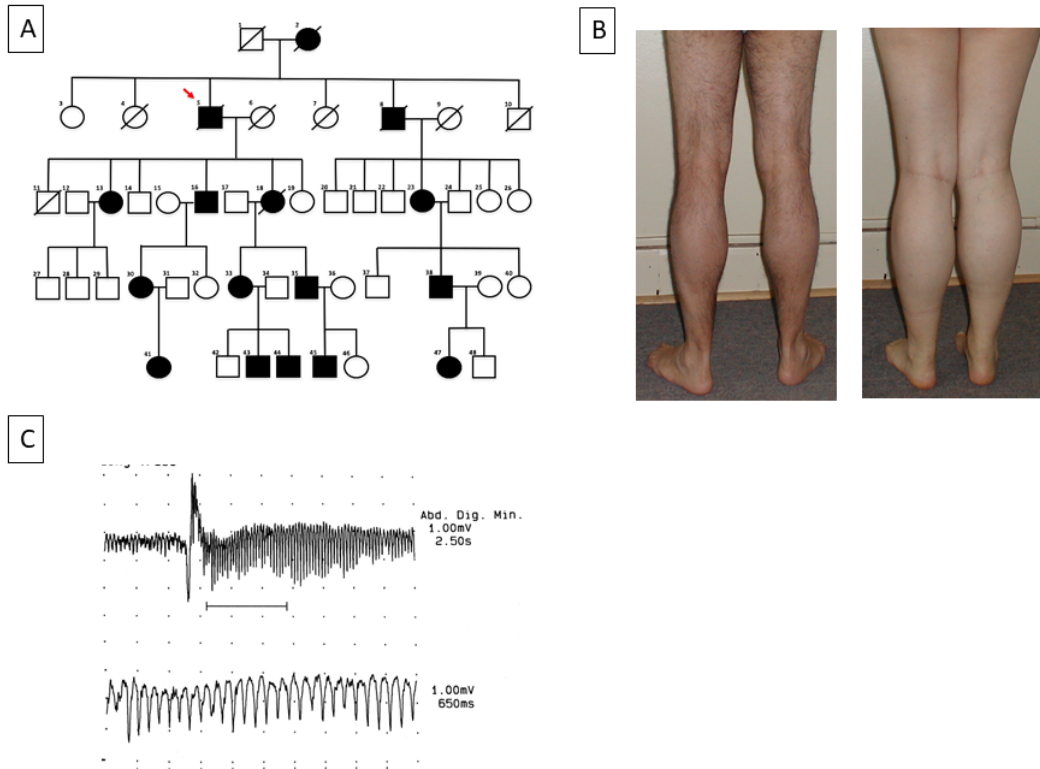 A
B
1 2
3 4 5 6 7 8 9 10
11 12 13 14 15 16 17 18 19 20 21 22 23 24 25 26
27 28 29 30 31 32 33 34 35 36 37 38 39 40
41 42 43 44 45 46 47
C
Abd. Dig. Min.
1.00mV
2.50s
1.00mV
650ms